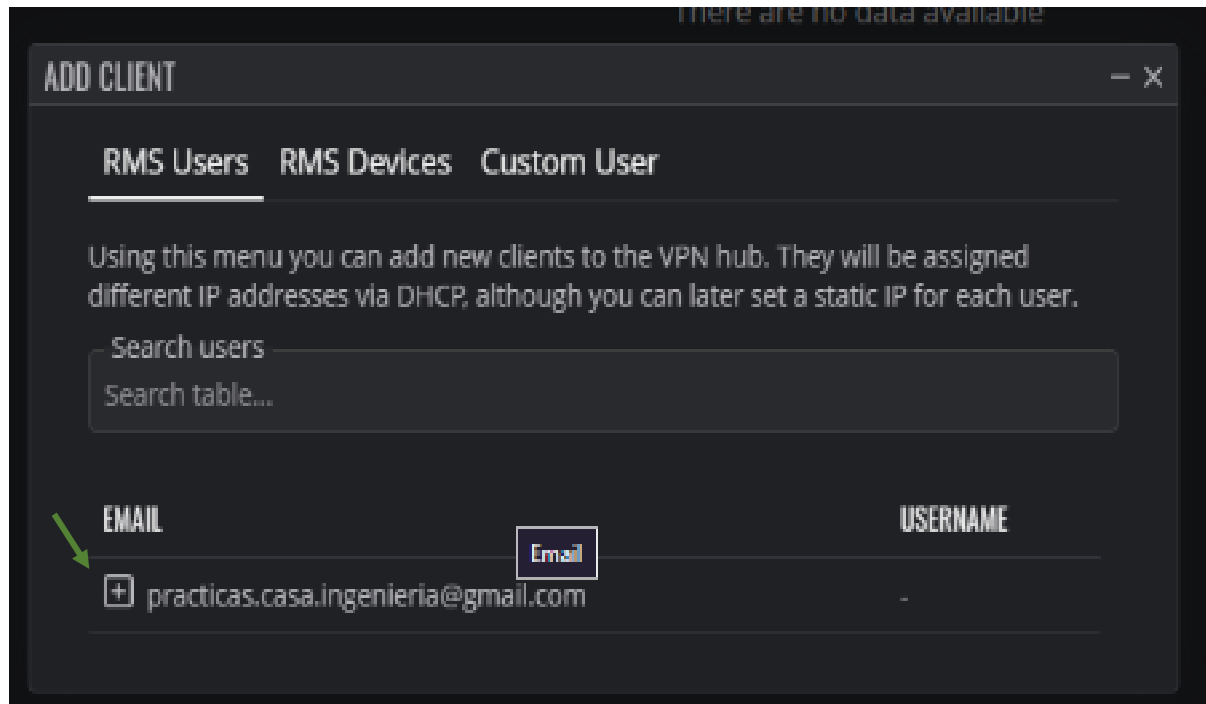 There are no data available
ADD CLIENT
RMS Users RMS Devices Custom User
Using this menu you can add new clients to the VPN hub. They will be assigned
different IP addresses via DHCP, although you can later set a static IP for each user.
Search users
Search table...
EMAIL USERNAME
Email
practicas.casa.ingenieria@gmail.com -